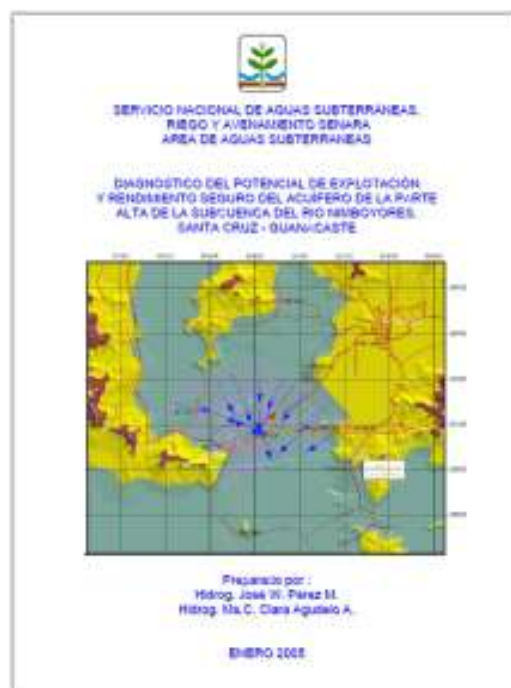 SERVICIO NACIONAL DE AGUAS SUBTERRANEAS,
RIEGO Y AVENAMIENTO SENARA
AREA DE AGUAS SUBTERRANEAS
DIAGNOSTICO DEL POTENCIAL DE EXPLOTACIÓN
Y RENDIMIENTO SEGURO DEL ACUIFERO DE LA PARTE
ALTA DE LA SUBCUENCA DEL RIO NIMBOYORES,
SANTA CRUZ - GUANACASTE
Preparado por :
Hidrog. Jose W. Pérez M.
Hidrog. Ms.C. Clara Agudelo A.
ENERO 2005